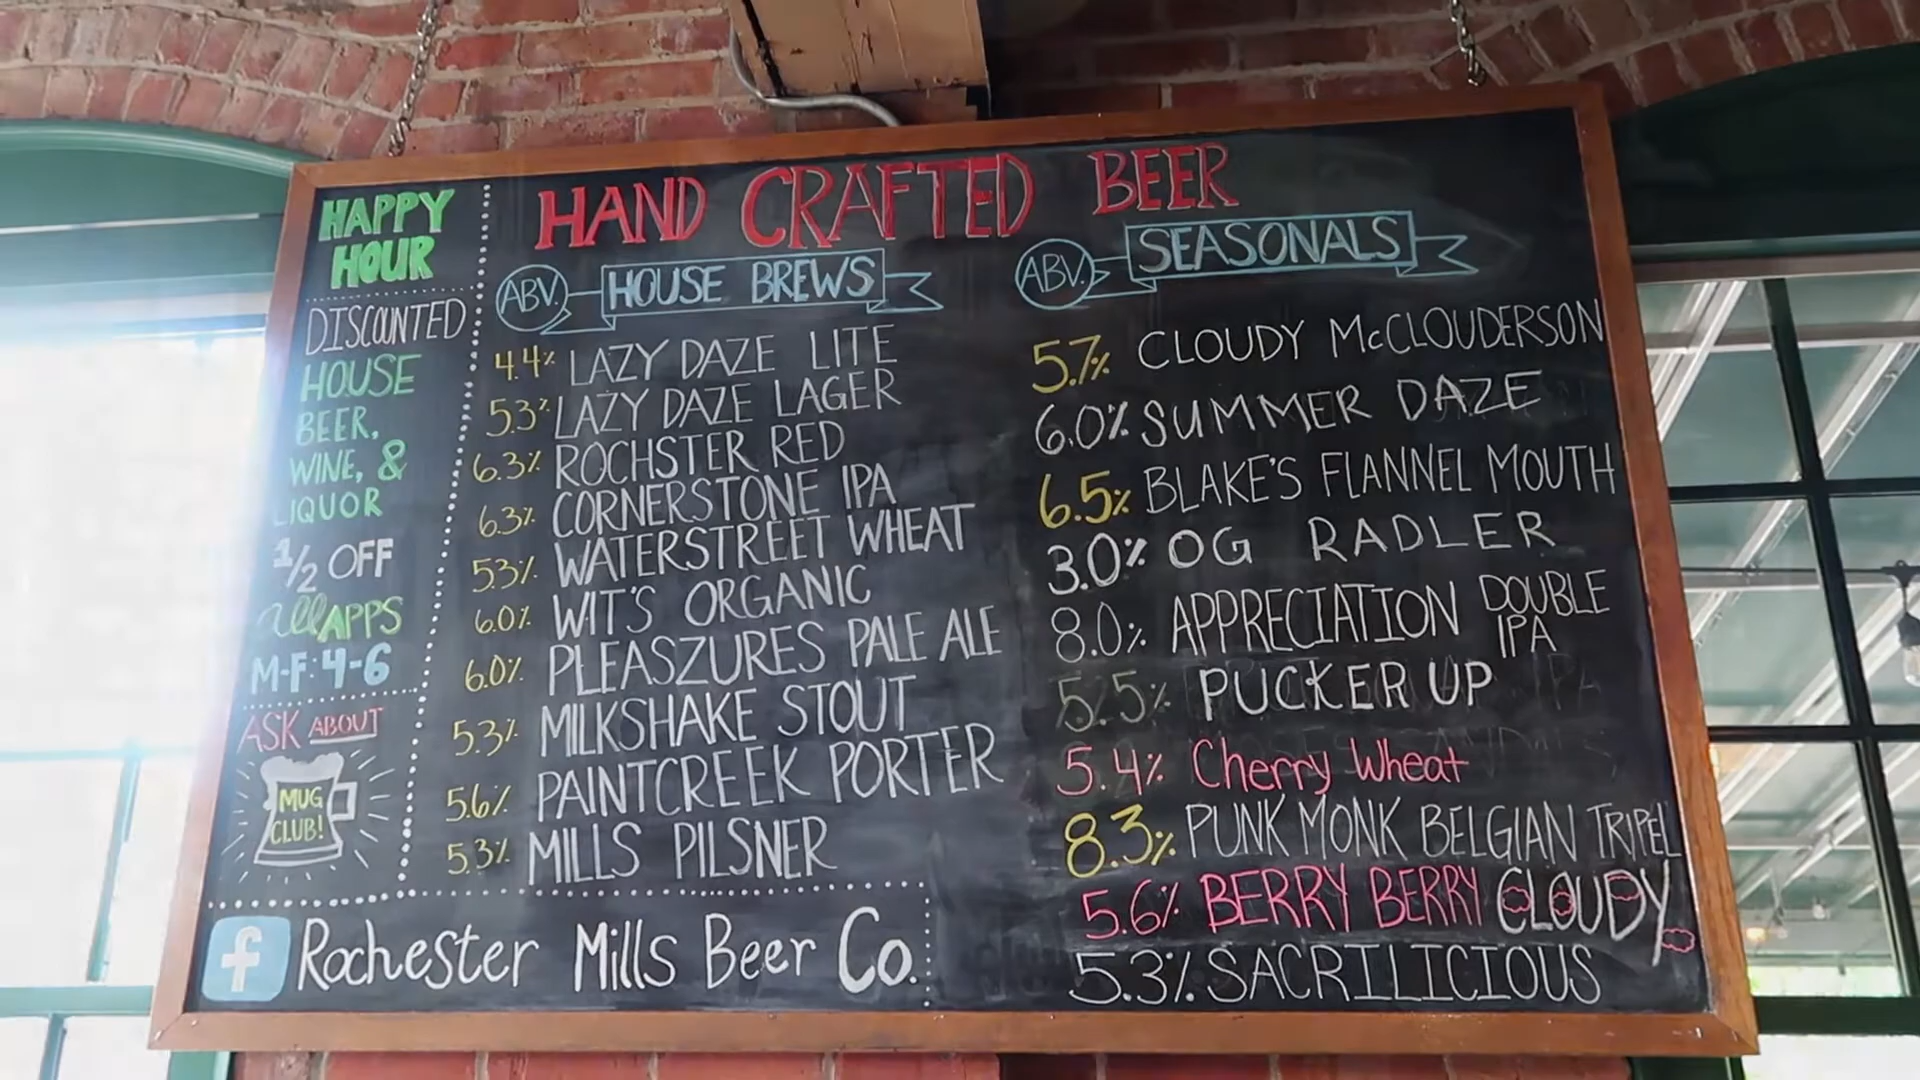 HAPPY
HOUR
DISCOUNTED
HOUSE
BEER,
WINE, &
LIQUOR
1/2 OFF
all APPS
M-F: 4-6
ASK ABOUT
MUG
CLUB!
HAND CRAFTED BEER
ABV. HOUSE BREWS
4.4% LAZY DAZE LITE
5.3% LAZY DAZE LAGER
6.3% ROCHSTER RED
6.3% CORNERSTONE IPA
5.3% WATERSTREET WHEAT
6.0% WIT'S ORGANIC
6.0% PLEASZURES PALE ALE
5.3% MILKSHAKE STOUT
5.6% PAINTCREEK PORTER
5.3% MILLS PILSNER
ABV. SEASONALS
5.7% CLOUDY McCLOUDERSON
6.0% SUMMER DAZE
6.5% BLAKE'S FLANNEL MOUTH
3.0% OG RADLER
8.0% APPRECIATION DOUBLE
IPA
5.5% PUCKER UP
5.4% Cherry Wheat
8.3% PUNK MONK BELGIAN TRIPEL
5.6% BERRY BERRY CLOUDY
5.3% SACRILICIOUS
f Rochester Mills Beer Co.